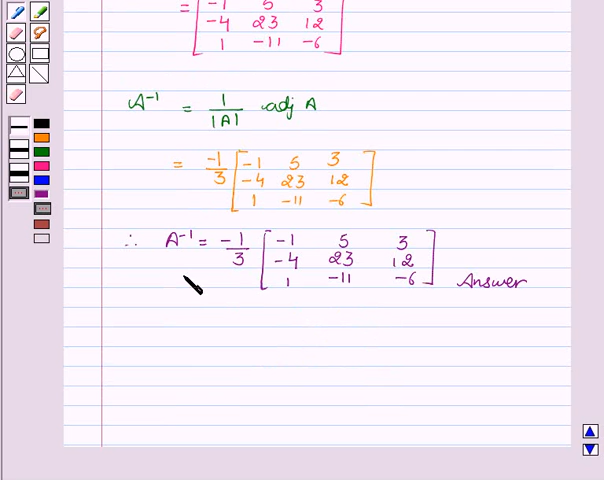 = [ -1 5 3
-4 23 12
1 -11 -6 ]
A⁻¹ = 1/|A| adj A
= -1/3 [ -1 5 3
-4 23 12
1 -11 -6 ]
∴ A⁻¹ = -1/3 [ -1 5 3
-4 23 12
1 -11 -6 ] Answer